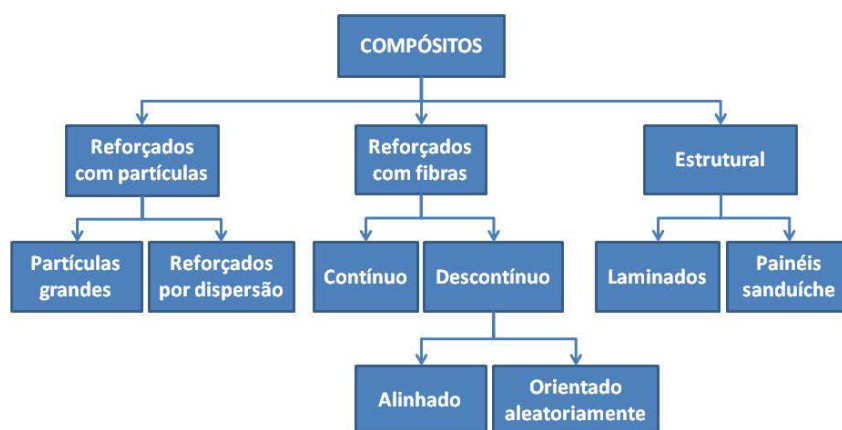 COMPÓSITOS
Reforçados
com partículas
Reforçados
com fibras
Estrutural
Partículas
grandes
Reforçados
por dispersão
Contínuo
Descontínuo
Laminados
Painéis
sanduíche
Alinhado
Orientado
aleatoriamente